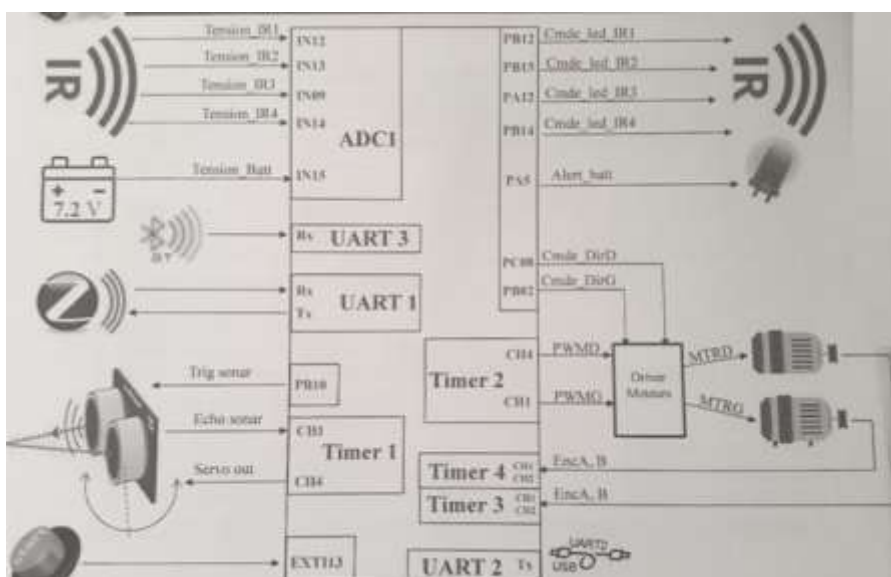 Tension_IR1
IN12
PB12
Cmde_led_IR1
IR
Tension_IR2
IN13
PB15
Cmde_led_IR2
IR
Tension_IR3
IN09
PA12
Cmde_led_IR3
Tension_IR4
IN14
PB14
Cmde_led_IR4
ADC1
Tension_Batt
IN15
PA5
Alert_batt
+ -
7.2 V
Rx UART 3
PC08
Cmde_DirD
PB02
Cmde_DirG
Rx
UART 1
Tx
CH4
PWMD
MTRD
Trig sonar
PB10
Timer 2
Driver
Moteurs
CH1
PWMG
MTRG
Echo sonar
CH3
Timer 1
Servo out
CH4
Timer 4
CH1
CH2
EncA, B
Timer 3
CH1
CH2
EncA, B
EXTI13
UART 2
Tx
UART2
USB